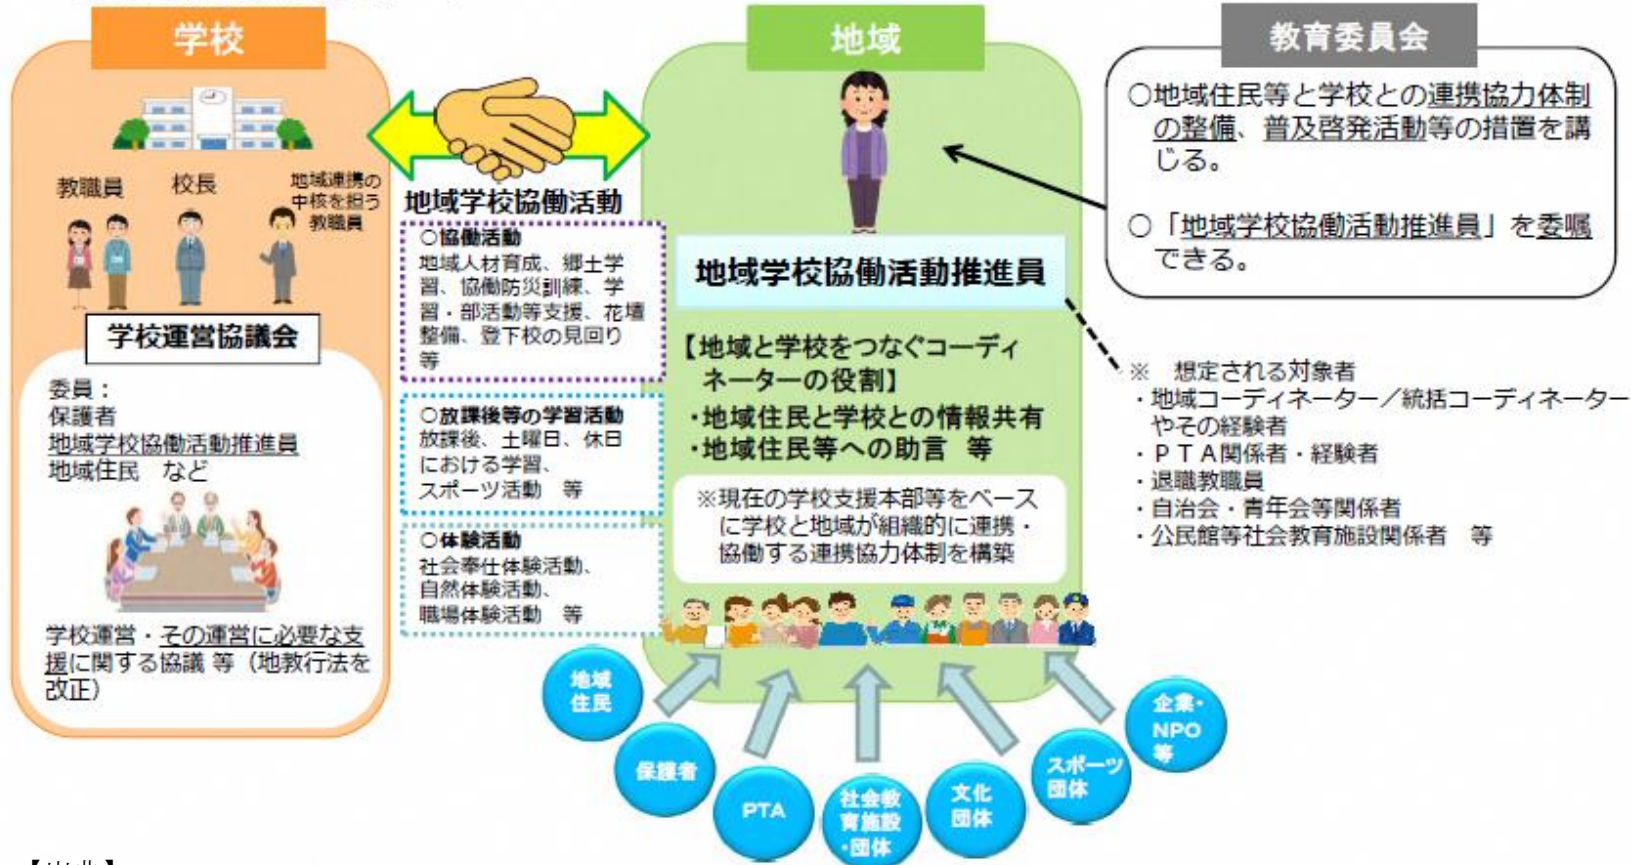 学校
教職員
校長
地域連携の
中核を担う
教職員
学校運営協議会
委員：
保護者
地域学校協働活動推進員
地域住民　など
学校運営・その運営に必要な支
援に関する協議 等（地教行法を
改正）
地域学校協働活動
○協働活動
地域人材育成、郷土学
習、協働防災訓練、学
習・部活動等支援、花壇
整備、登下校の見回り
等
○放課後等の学習活動
放課後、土曜日、休日
における学習、
スポーツ活動　等
○体験活動
社会奉仕体験活動、
自然体験活動、
職場体験活動　等
地域
地域学校協働活動推進員
【地域と学校をつなぐコーディ
ネーターの役割】
・地域住民と学校との情報共有
・地域住民等への助言 等
※現在の学校支援本部等をベース
に学校と地域が組織的に連携・
協働する連携協力体制を構築
地域
住民
保護者
PTA
社会教
育施設
・団体
文化
団体
スポーツ
団体
企業・
NPO
等
教育委員会
○地域住民等と学校との連携協力体制
の整備、普及啓発活動等の措置を講
じる。
○「地域学校協働活動推進員」を委嘱
できる。
※　想定される対象者
・地域コーディネーター／統括コーディネーター
やその経験者
・ＰＴＡ関係者・経験者
・退職教職員
・自治会・青年会等関係者
・公民館等社会教育施設関係者　等